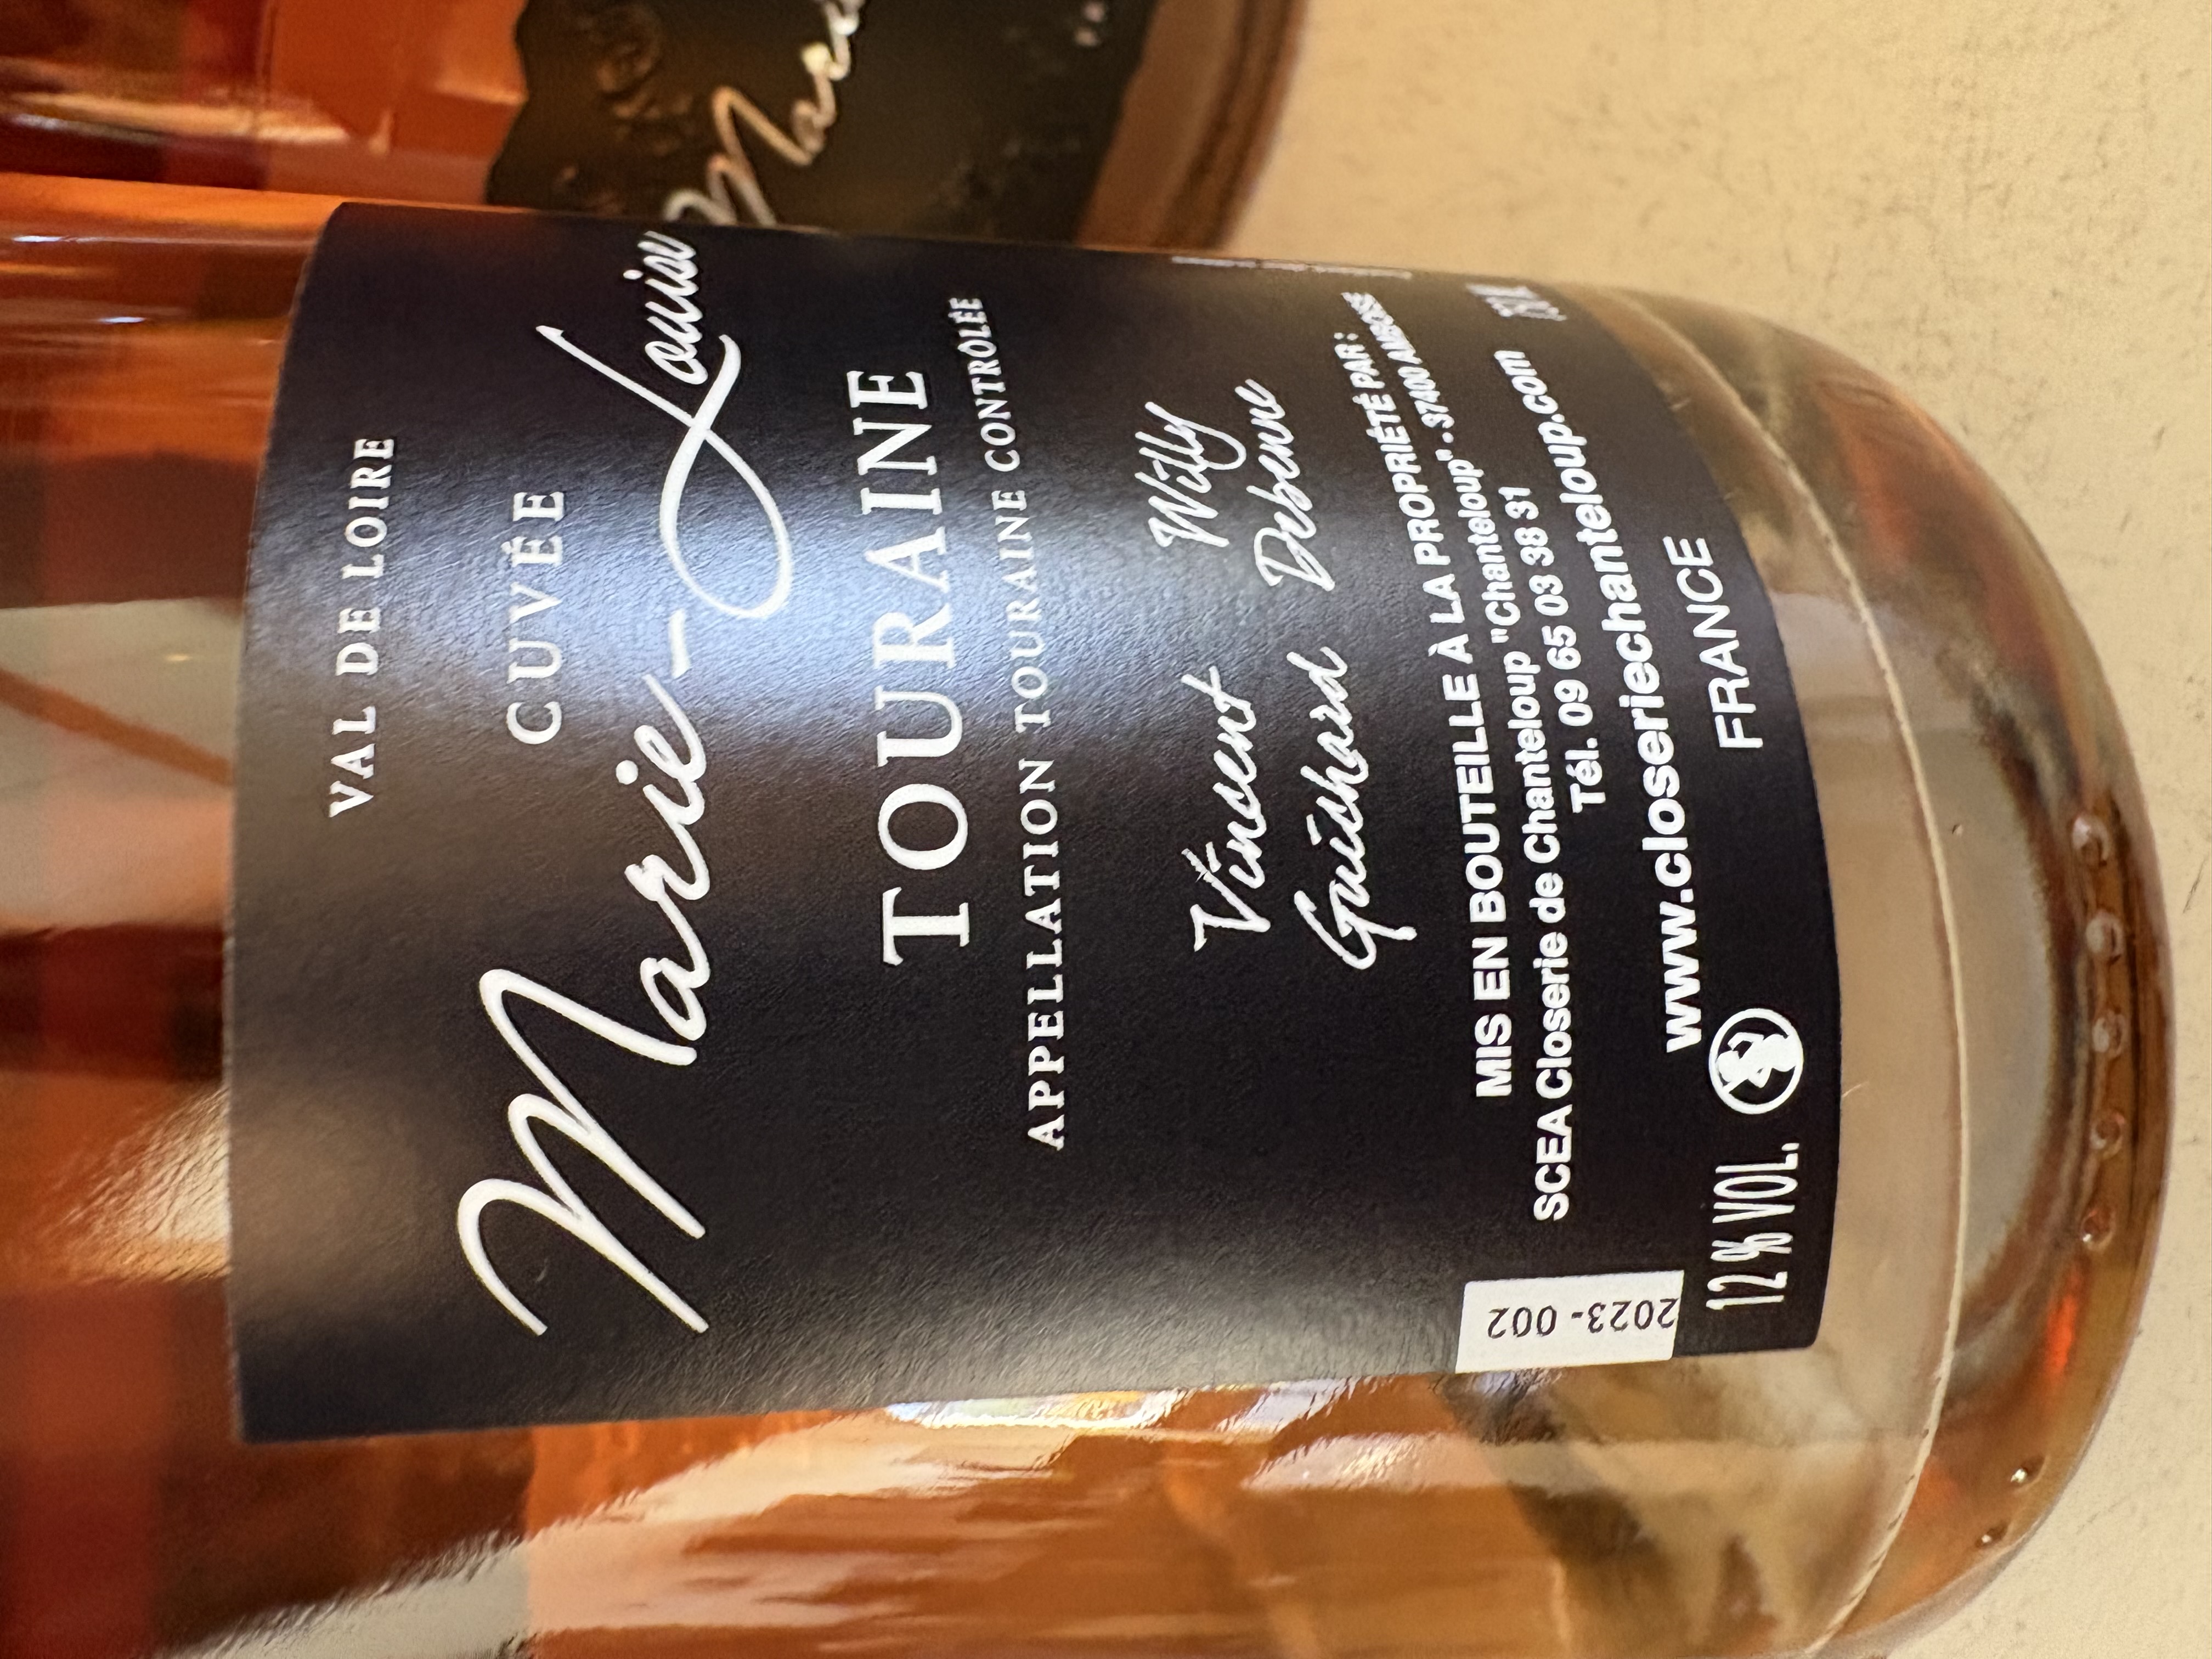 VAL DE LOIRE
CUVÉE
Marie-Louise
TOURAINE
APPELLATION TOURAINE CONTRÔLÉE
Vincent Guichard
Willy Debenne
MIS EN BOUTEILLE À LA PROPRIÉTÉ PAR :
SCEA Closerie de Chanteloup "Chanteloup" - 37400 AMBOISE
Tél. 09 65 03 38 31
www.closeriechanteloup.com
12% VOL.
FRANCE
2023-002